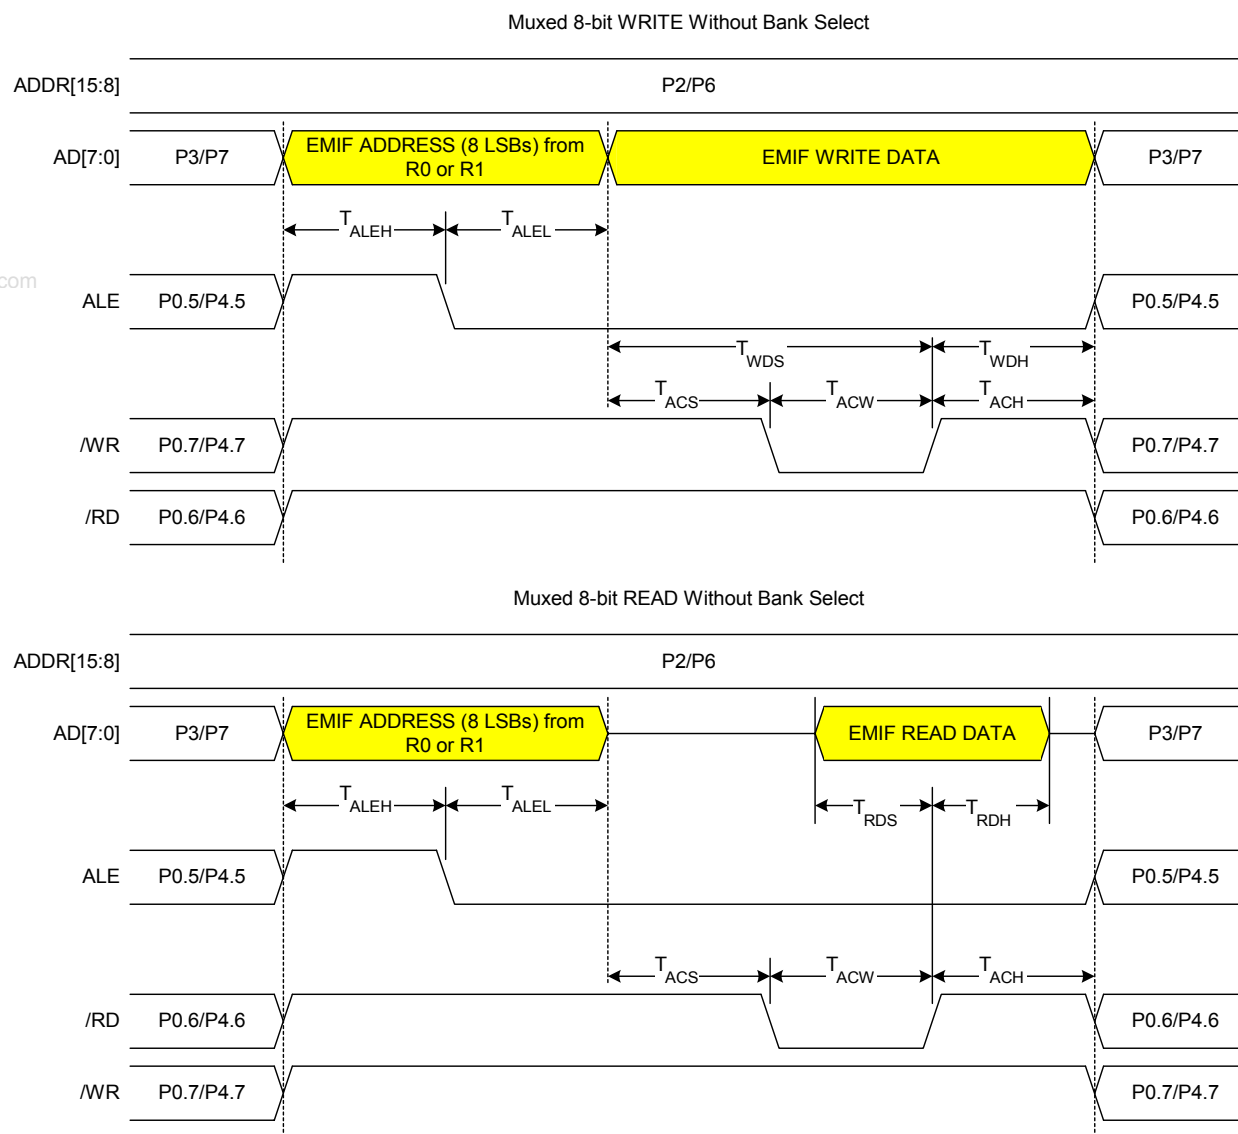 Muxed 8-bit WRITE Without Bank Select
ADDR[15:8] P2/P6
AD[7:0] P3/P7 EMIF ADDRESS (8 LSBs) from R0 or R1 EMIF WRITE DATA P3/P7
TALEH TALEL
com
ALE P0.5/P4.5 P0.5/P4.5
TWDS TWDH
TACS TACW TACH
/WR P0.7/P4.7 P0.7/P4.7
/RD P0.6/P4.6 P0.6/P4.6
Muxed 8-bit READ Without Bank Select
ADDR[15:8] P2/P6
AD[7:0] P3/P7 EMIF ADDRESS (8 LSBs) from R0 or R1 EMIF READ DATA P3/P7
TALEH TALEL TRDS TRDH
ALE P0.5/P4.5 P0.5/P4.5
TACS TACW TACH
/RD P0.6/P4.6 P0.6/P4.6
/WR P0.7/P4.7 P0.7/P4.7